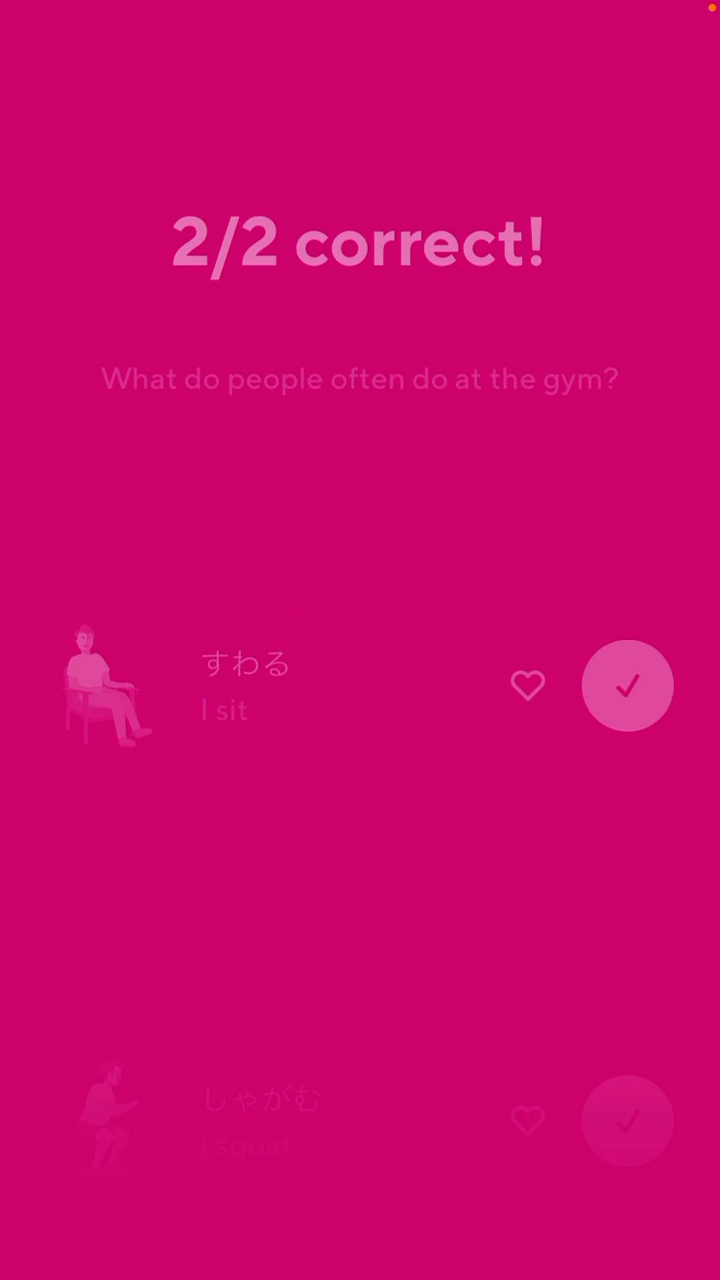 2/2 correct!
What do people often do at the gym?
すわる
I sit
しゃがむ
I squat